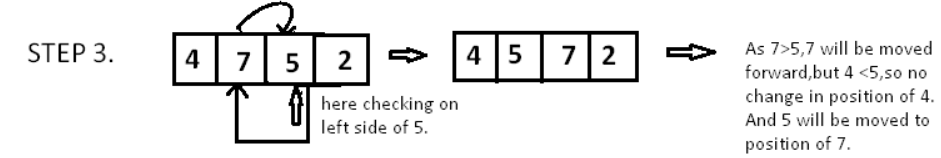 STEP 3.
4 7 5 2
4 5 7 2
here checking on
left side of 5.
As 7>5,7 will be moved
forward,but 4 <5,so no
change in position of 4.
And 5 will be moved to
position of 7.